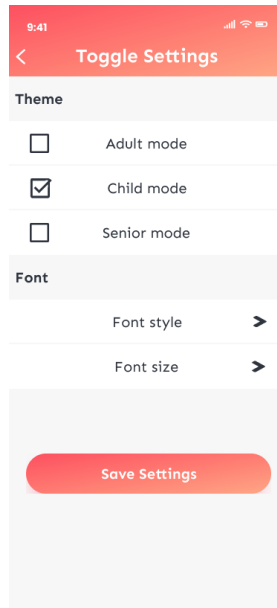 9:41
Toggle Settings
Theme
Adult mode
Child mode
Senior mode
Font
Font style
Font size
Save Settings